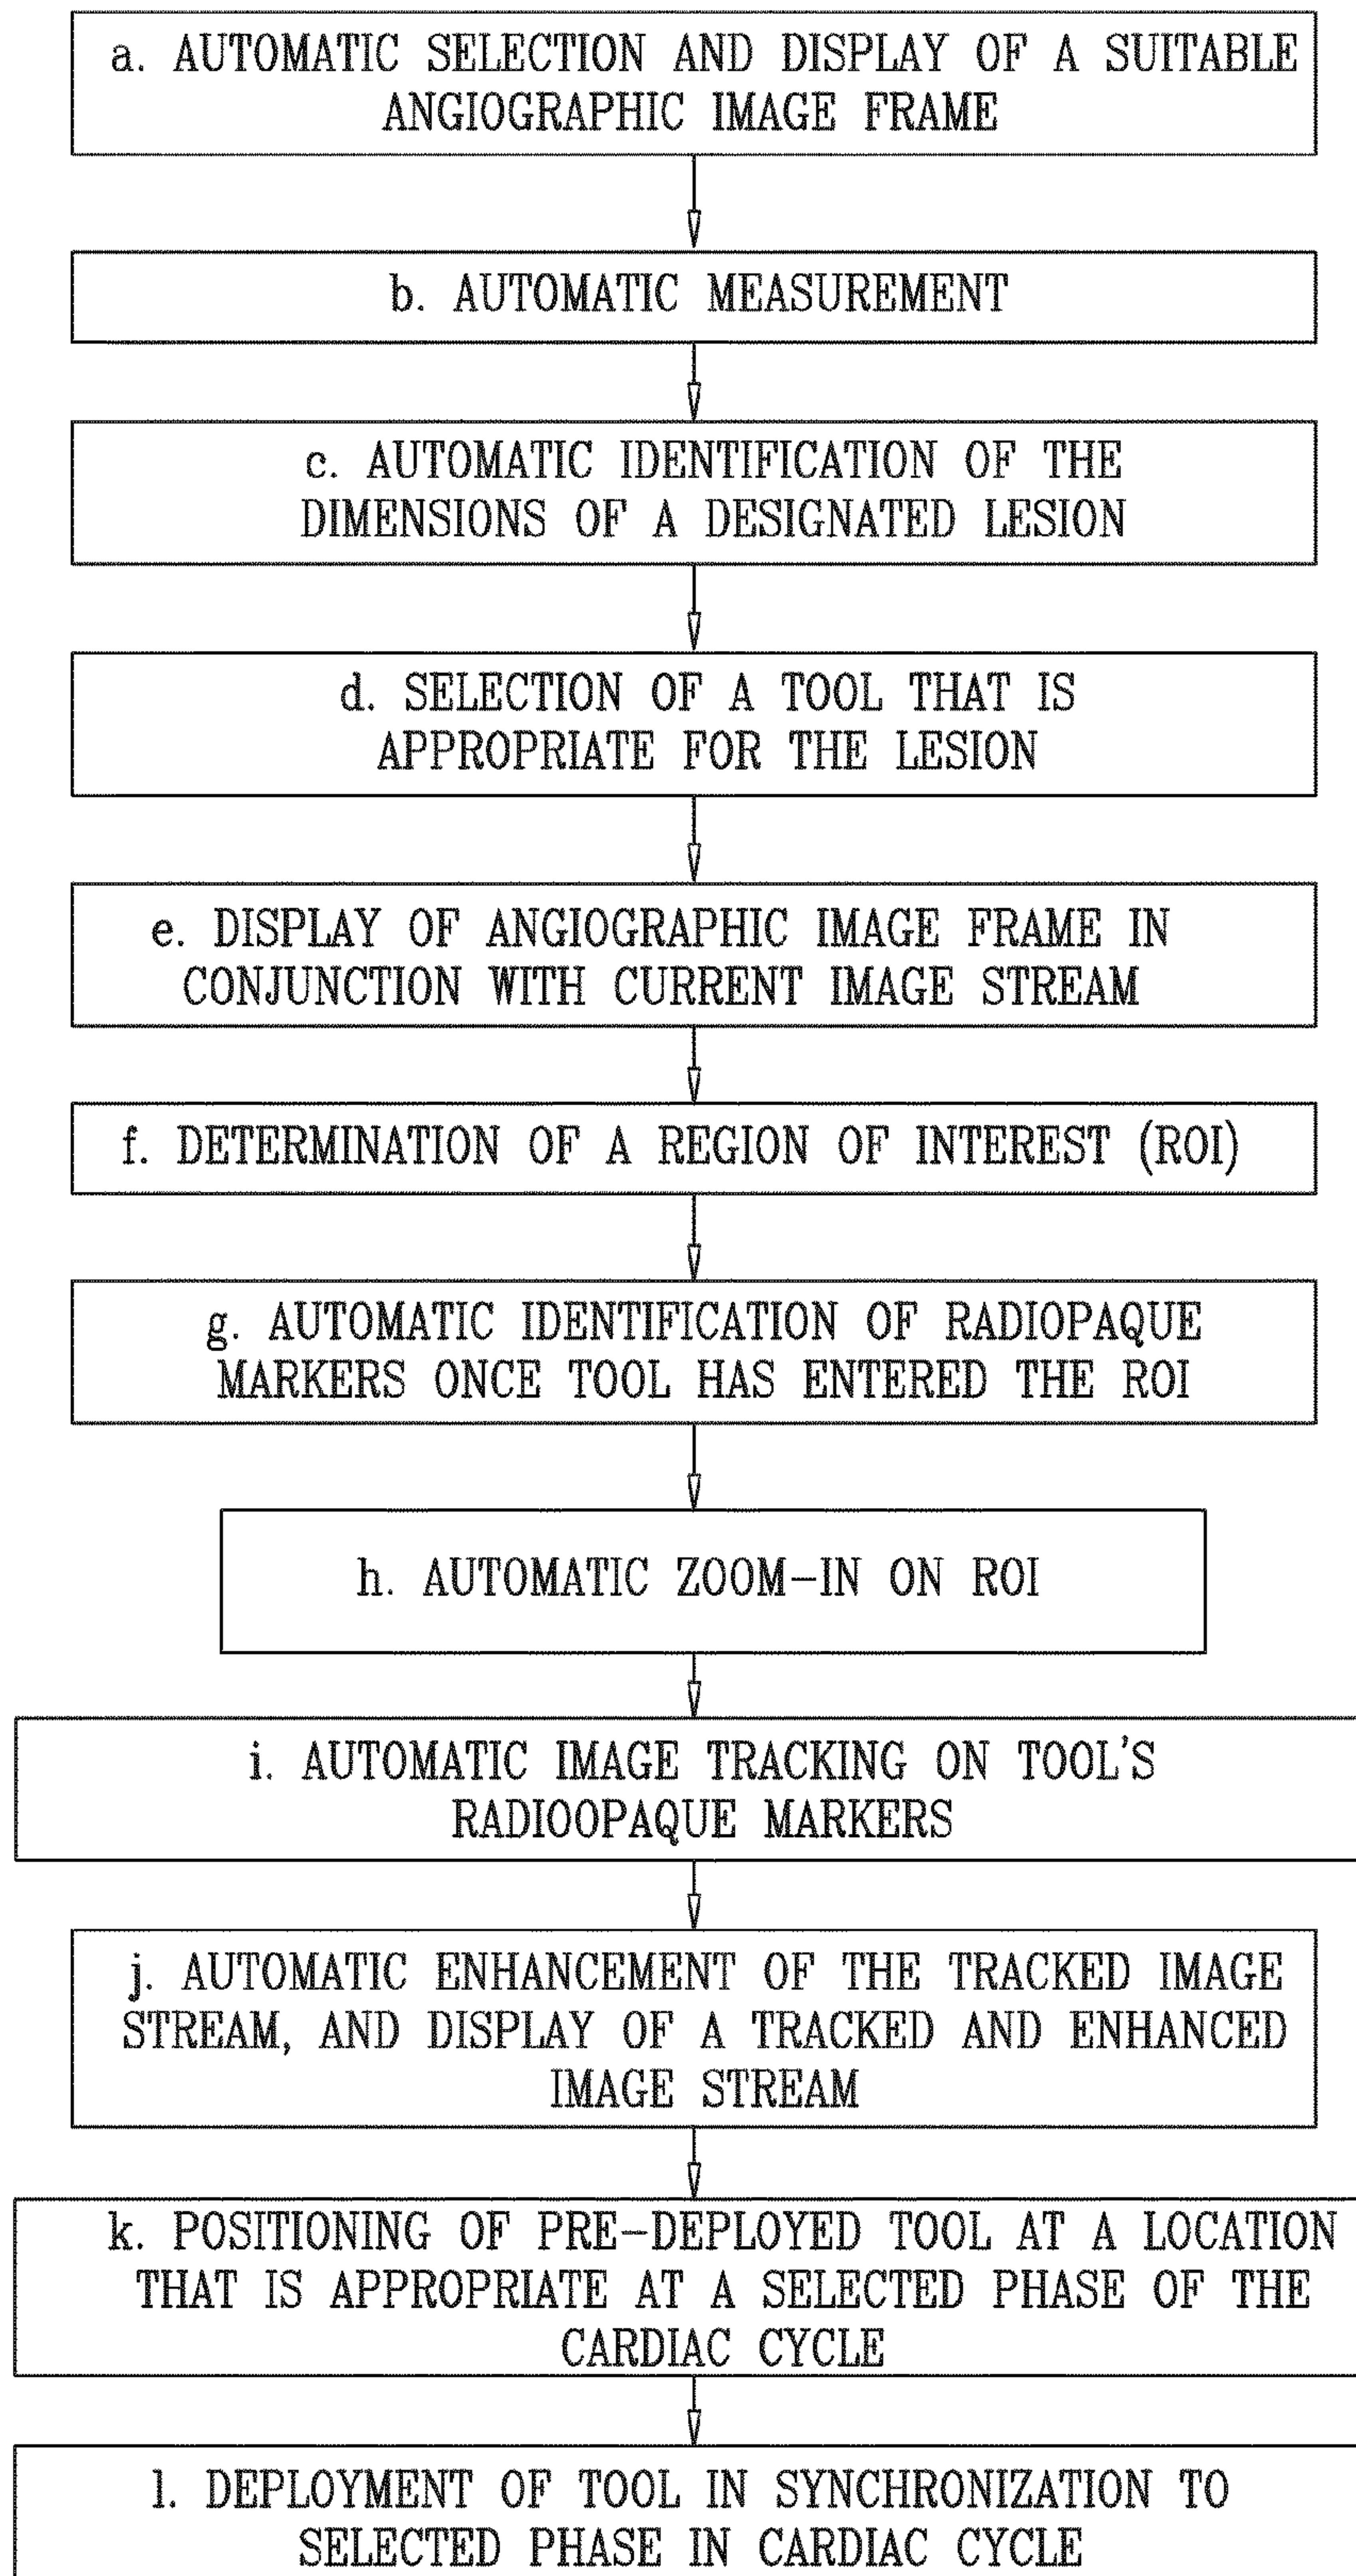 a. AUTOMATIC SELECTION AND DISPLAY OF A SUITABLE
ANGIOGRAPHIC IMAGE FRAME
b. AUTOMATIC MEASUREMENT
c. AUTOMATIC IDENTIFICATION OF THE
DIMENSIONS OF A DESIGNATED LESION
d. SELECTION OF A TOOL THAT IS
APPROPRIATE FOR THE LESION
e. DISPLAY OF ANGIOGRAPHIC IMAGE FRAME IN
CONJUNCTION WITH CURRENT IMAGE STREAM
f. DETERMINATION OF A REGION OF INTEREST (ROI)
g. AUTOMATIC IDENTIFICATION OF RADIOPAQUE
MARKERS ONCE TOOL HAS ENTERED THE ROI
h. AUTOMATIC ZOOM-IN ON ROI
i. AUTOMATIC IMAGE TRACKING ON TOOL'S
RADIOOPAQUE MARKERS
j. AUTOMATIC ENHANCEMENT OF THE TRACKED IMAGE
STREAM, AND DISPLAY OF A TRACKED AND ENHANCED
IMAGE STREAM
k. POSITIONING OF PRE-DEPLOYED TOOL AT A LOCATION
THAT IS APPROPRIATE AT A SELECTED PHASE OF THE
CARDIAC CYCLE
l. DEPLOYMENT OF TOOL IN SYNCHRONIZATION TO
SELECTED PHASE IN CARDIAC CYCLE